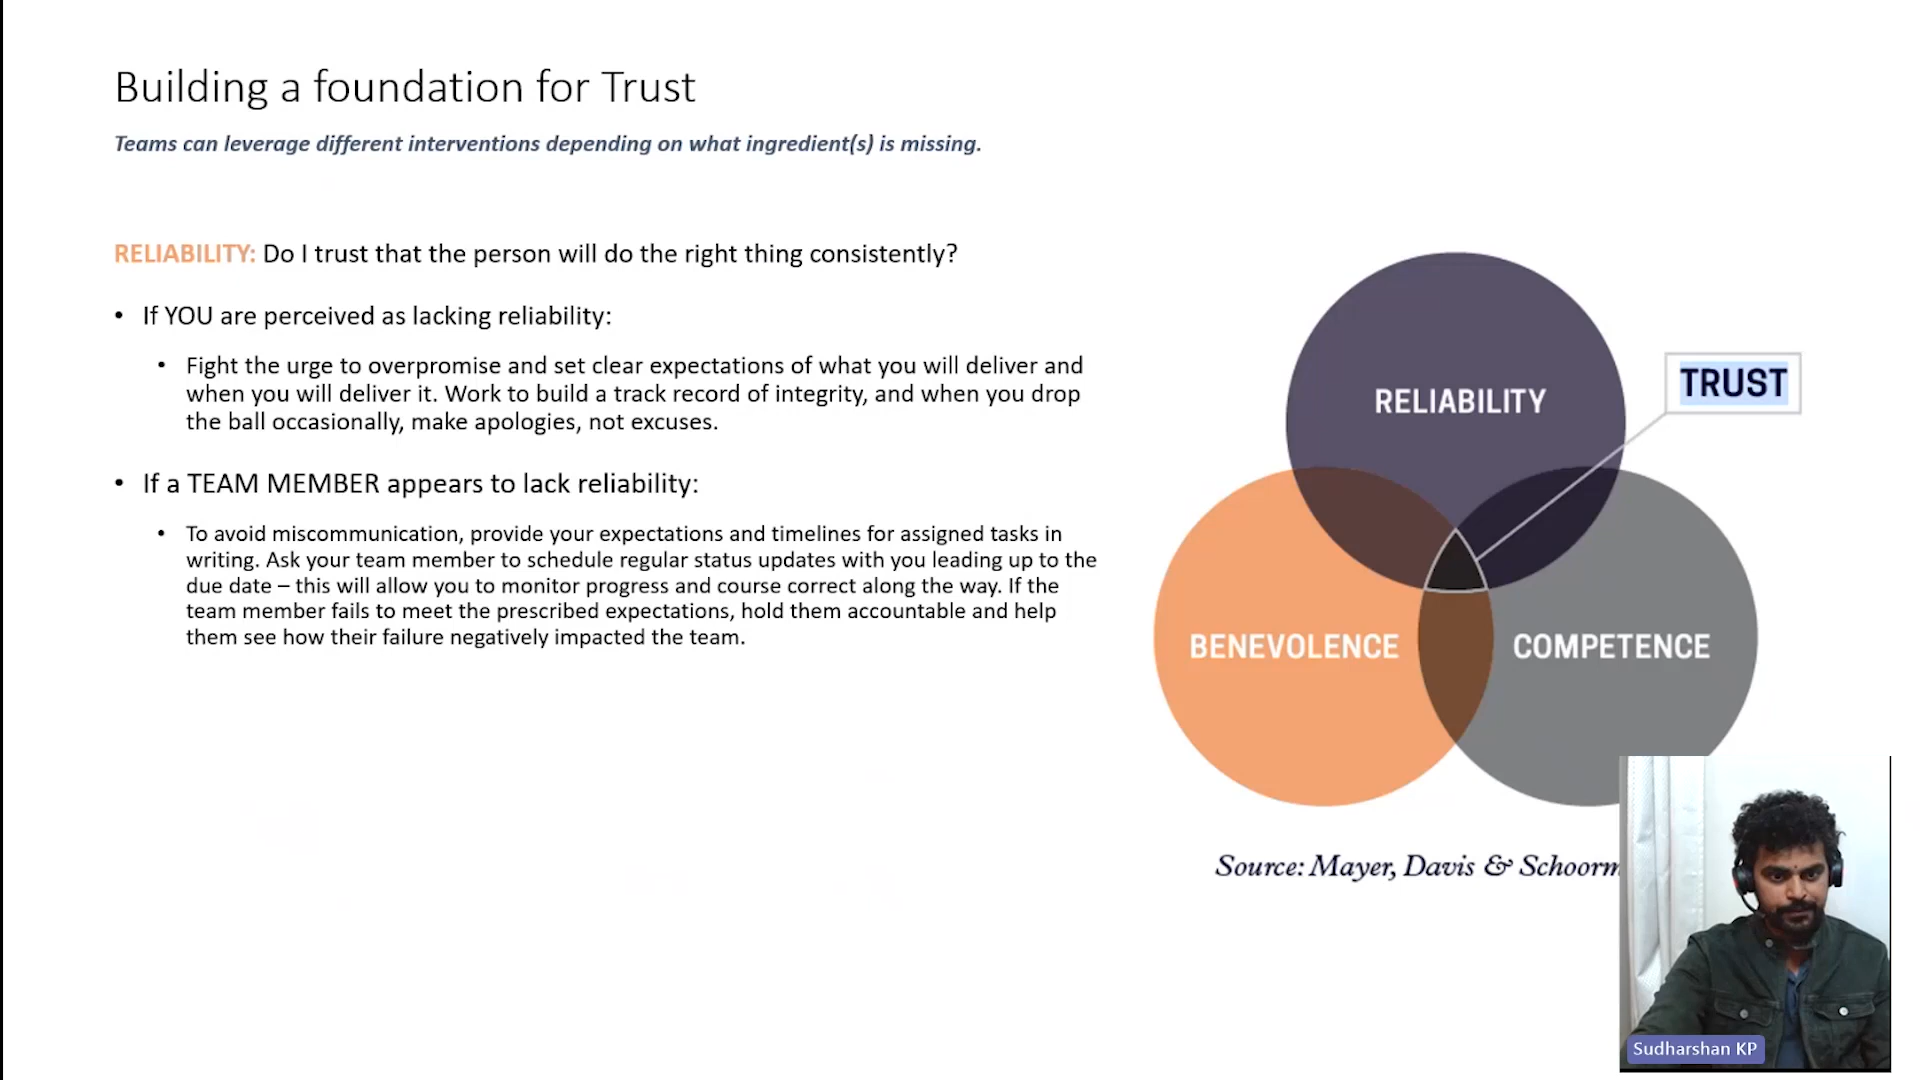 Building a foundation for Trust
Teams can leverage different interventions depending on what ingredient(s) is missing.
RELIABILITY: Do I trust that the person will do the right thing consistently?
• If YOU are perceived as lacking reliability:
• Fight the urge to overpromise and set clear expectations of what you will deliver and
when you will deliver it. Work to build a track record of integrity, and when you drop
the ball occasionally, make apologies, not excuses.
• If a TEAM MEMBER appears to lack reliability:
• To avoid miscommunication, provide your expectations and timelines for assigned tasks in
writing. Ask your team member to schedule regular status updates with you leading up to the
due date – this will allow you to monitor progress and course correct along the way. If the
team member fails to meet the prescribed expectations, hold them accountable and help
them see how their failure negatively impacted the team.
TRUST
RELIABILITY
BENEVOLENCE
COMPETENCE
Source: Mayer, Davis & Schoorm
Sudharshan KP